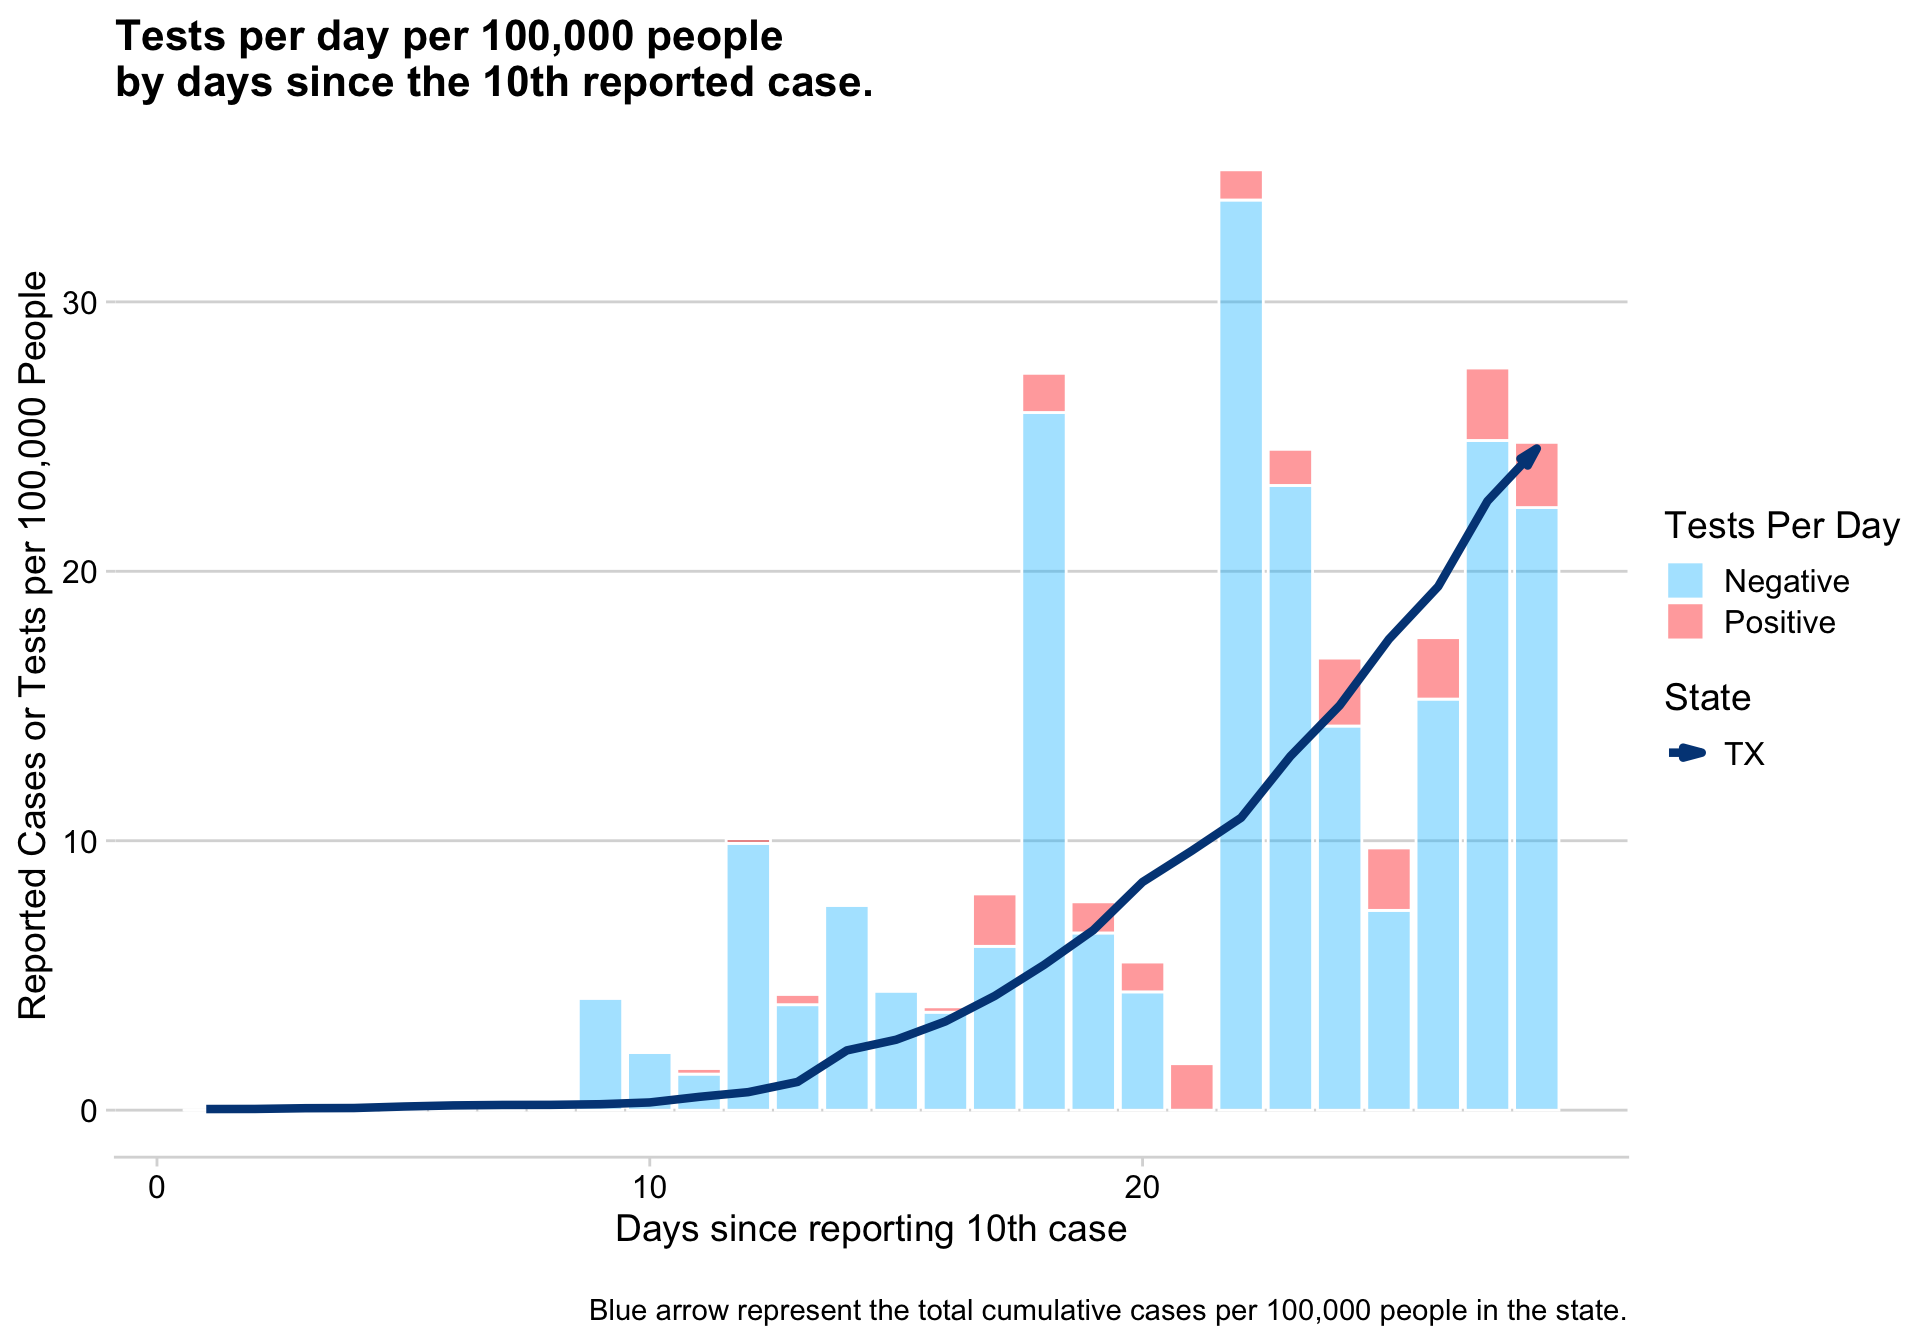 Tests per day per 100,000 people
by days since the 10th reported case.
Reported Cases or Tests per 100,000 People
30
20
10
0
0
10
20
Days since reporting 10th case
Tests Per Day
Negative
Positive
State
TX
Blue arrow represent the total cumulative cases per 100,000 people in the state.